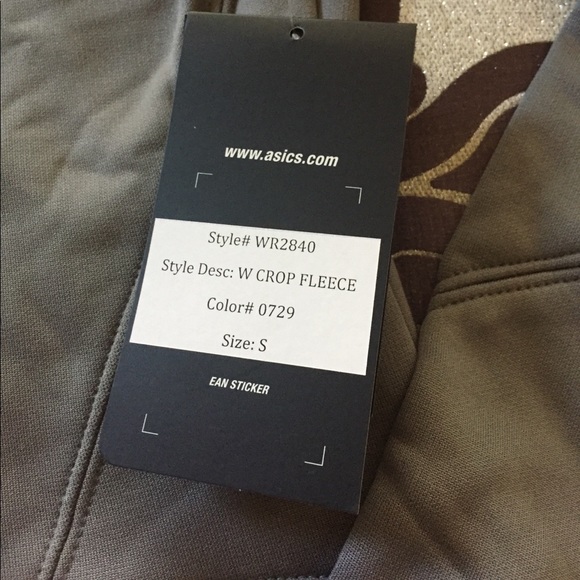 www.asics.com
Style# WR2840
Style Desc: W CROP FLEECE
Color# 0729
Size: S
EAN STICKER